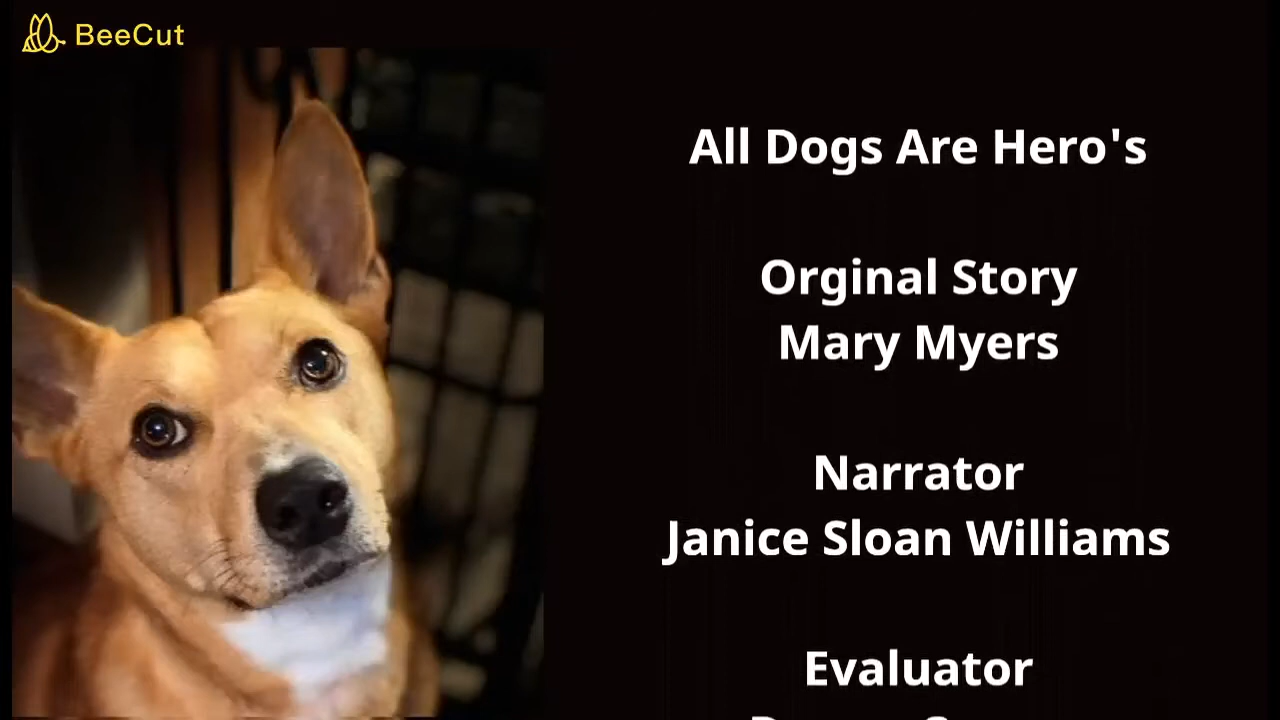 BeeCut
All Dogs Are Hero's
Orginal Story
Mary Myers
Narrator
Janice Sloan Williams
Evaluator